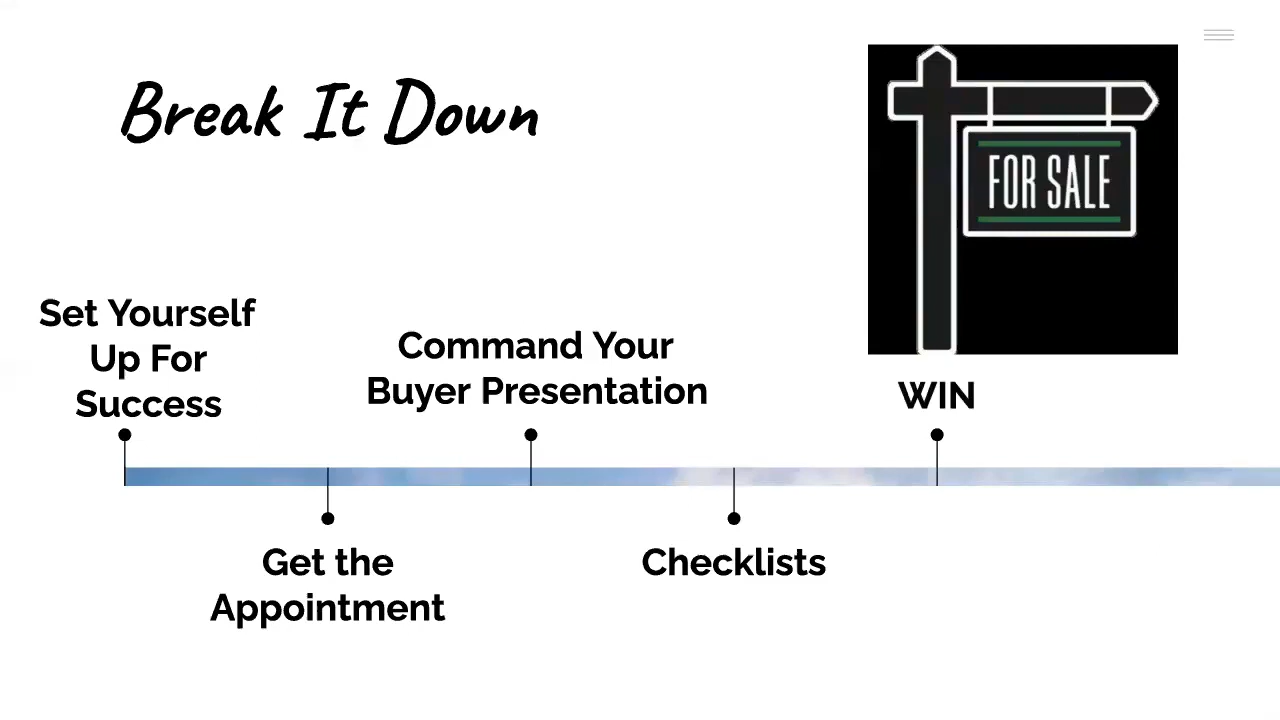 Break It Down
FOR SALE
Set Yourself
Up For
Success
Command Your
Buyer Presentation
WIN
Get the
Appointment
Checklists